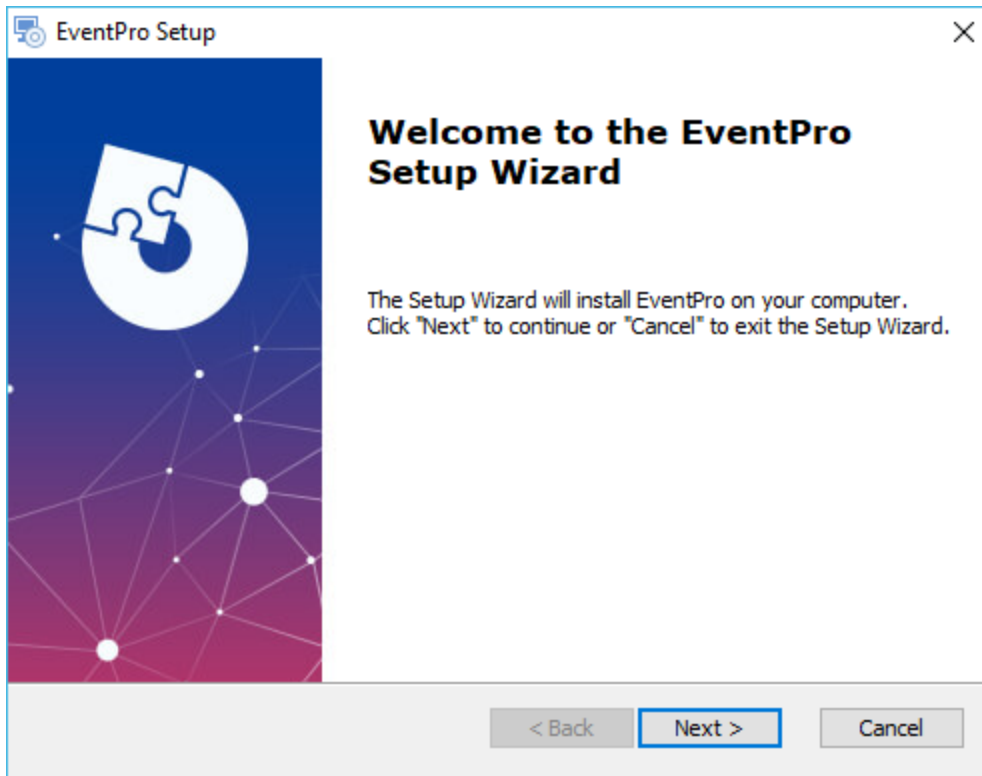 EventPro Setup
Welcome to the EventPro
Setup Wizard
The Setup Wizard will install EventPro on your computer.
Click "Next" to continue or "Cancel" to exit the Setup Wizard.
< Back
Next >
Cancel